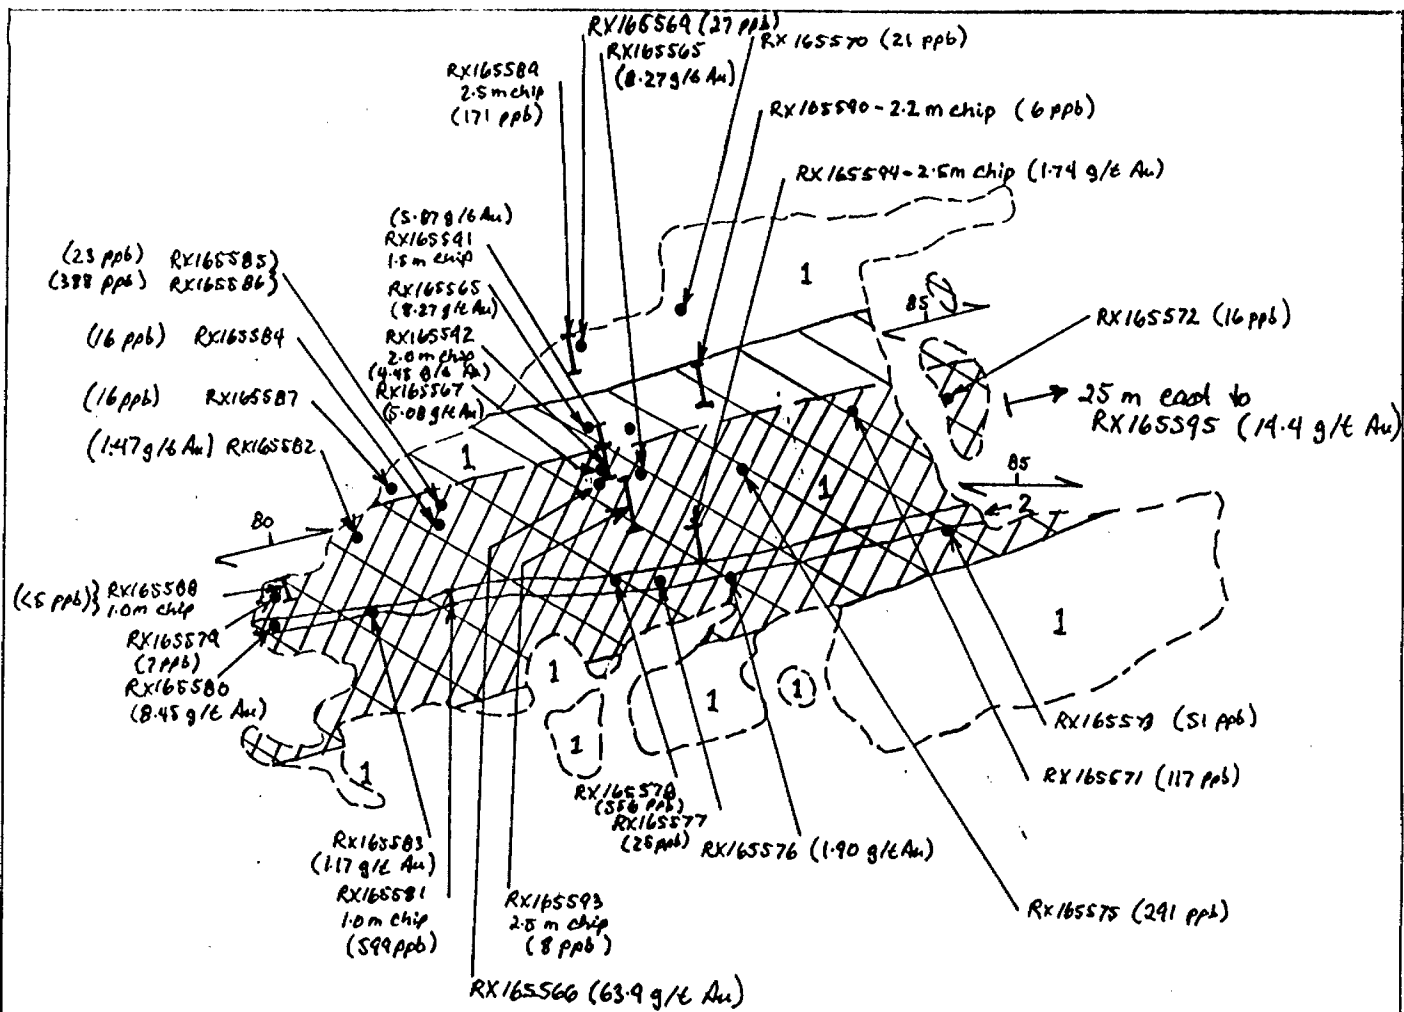 RX165569 (27 ppb)
RX165565
(8.27 g/t Au)
RX165570 (21 ppb)
RX165589
2.5 m chip
(171 ppb)
RX165590 - 2.2 m chip (6 ppb)
RX165594 - 2.5m chip (1.74 g/t Au)
(5.87 g/t Au)
RX165591
1.5 m chip
RX165565
(8.27 g/t Au)
RX165592
2.0 m chip
(4.48 g/t Au)
RX165567
(5.08 g/t Au)
(23 ppb) RX165585}
(388 ppb) RX165586}
(16 ppb) RX165584
(16 ppb) RX165587
(1.47 g/t Au) RX165582
1
85
RX165572 (16 ppb)
25 m east to
RX165595 (14.4 g/t Au)
1
1
85
2
80
(<5 ppb)} RX165588
1.0 m chip
RX165579
(7 ppb)
RX165580
(8.45 g/t Au)
1
1
1
1
1
1
RX165573 (51 ppb)
RX165571 (117 ppb)
RX165578
(556 ppb)
RX165577
(25 ppb)
RX165576 (1.90 g/t Au)
RX165583
(1.17 g/t Au)
RX165581
1.0 m chip
(599 ppb)
RX165593
2.5 m chip
(8 ppb)
RX165575 (291 ppb)
RX165566 (63.9 g/t Au)